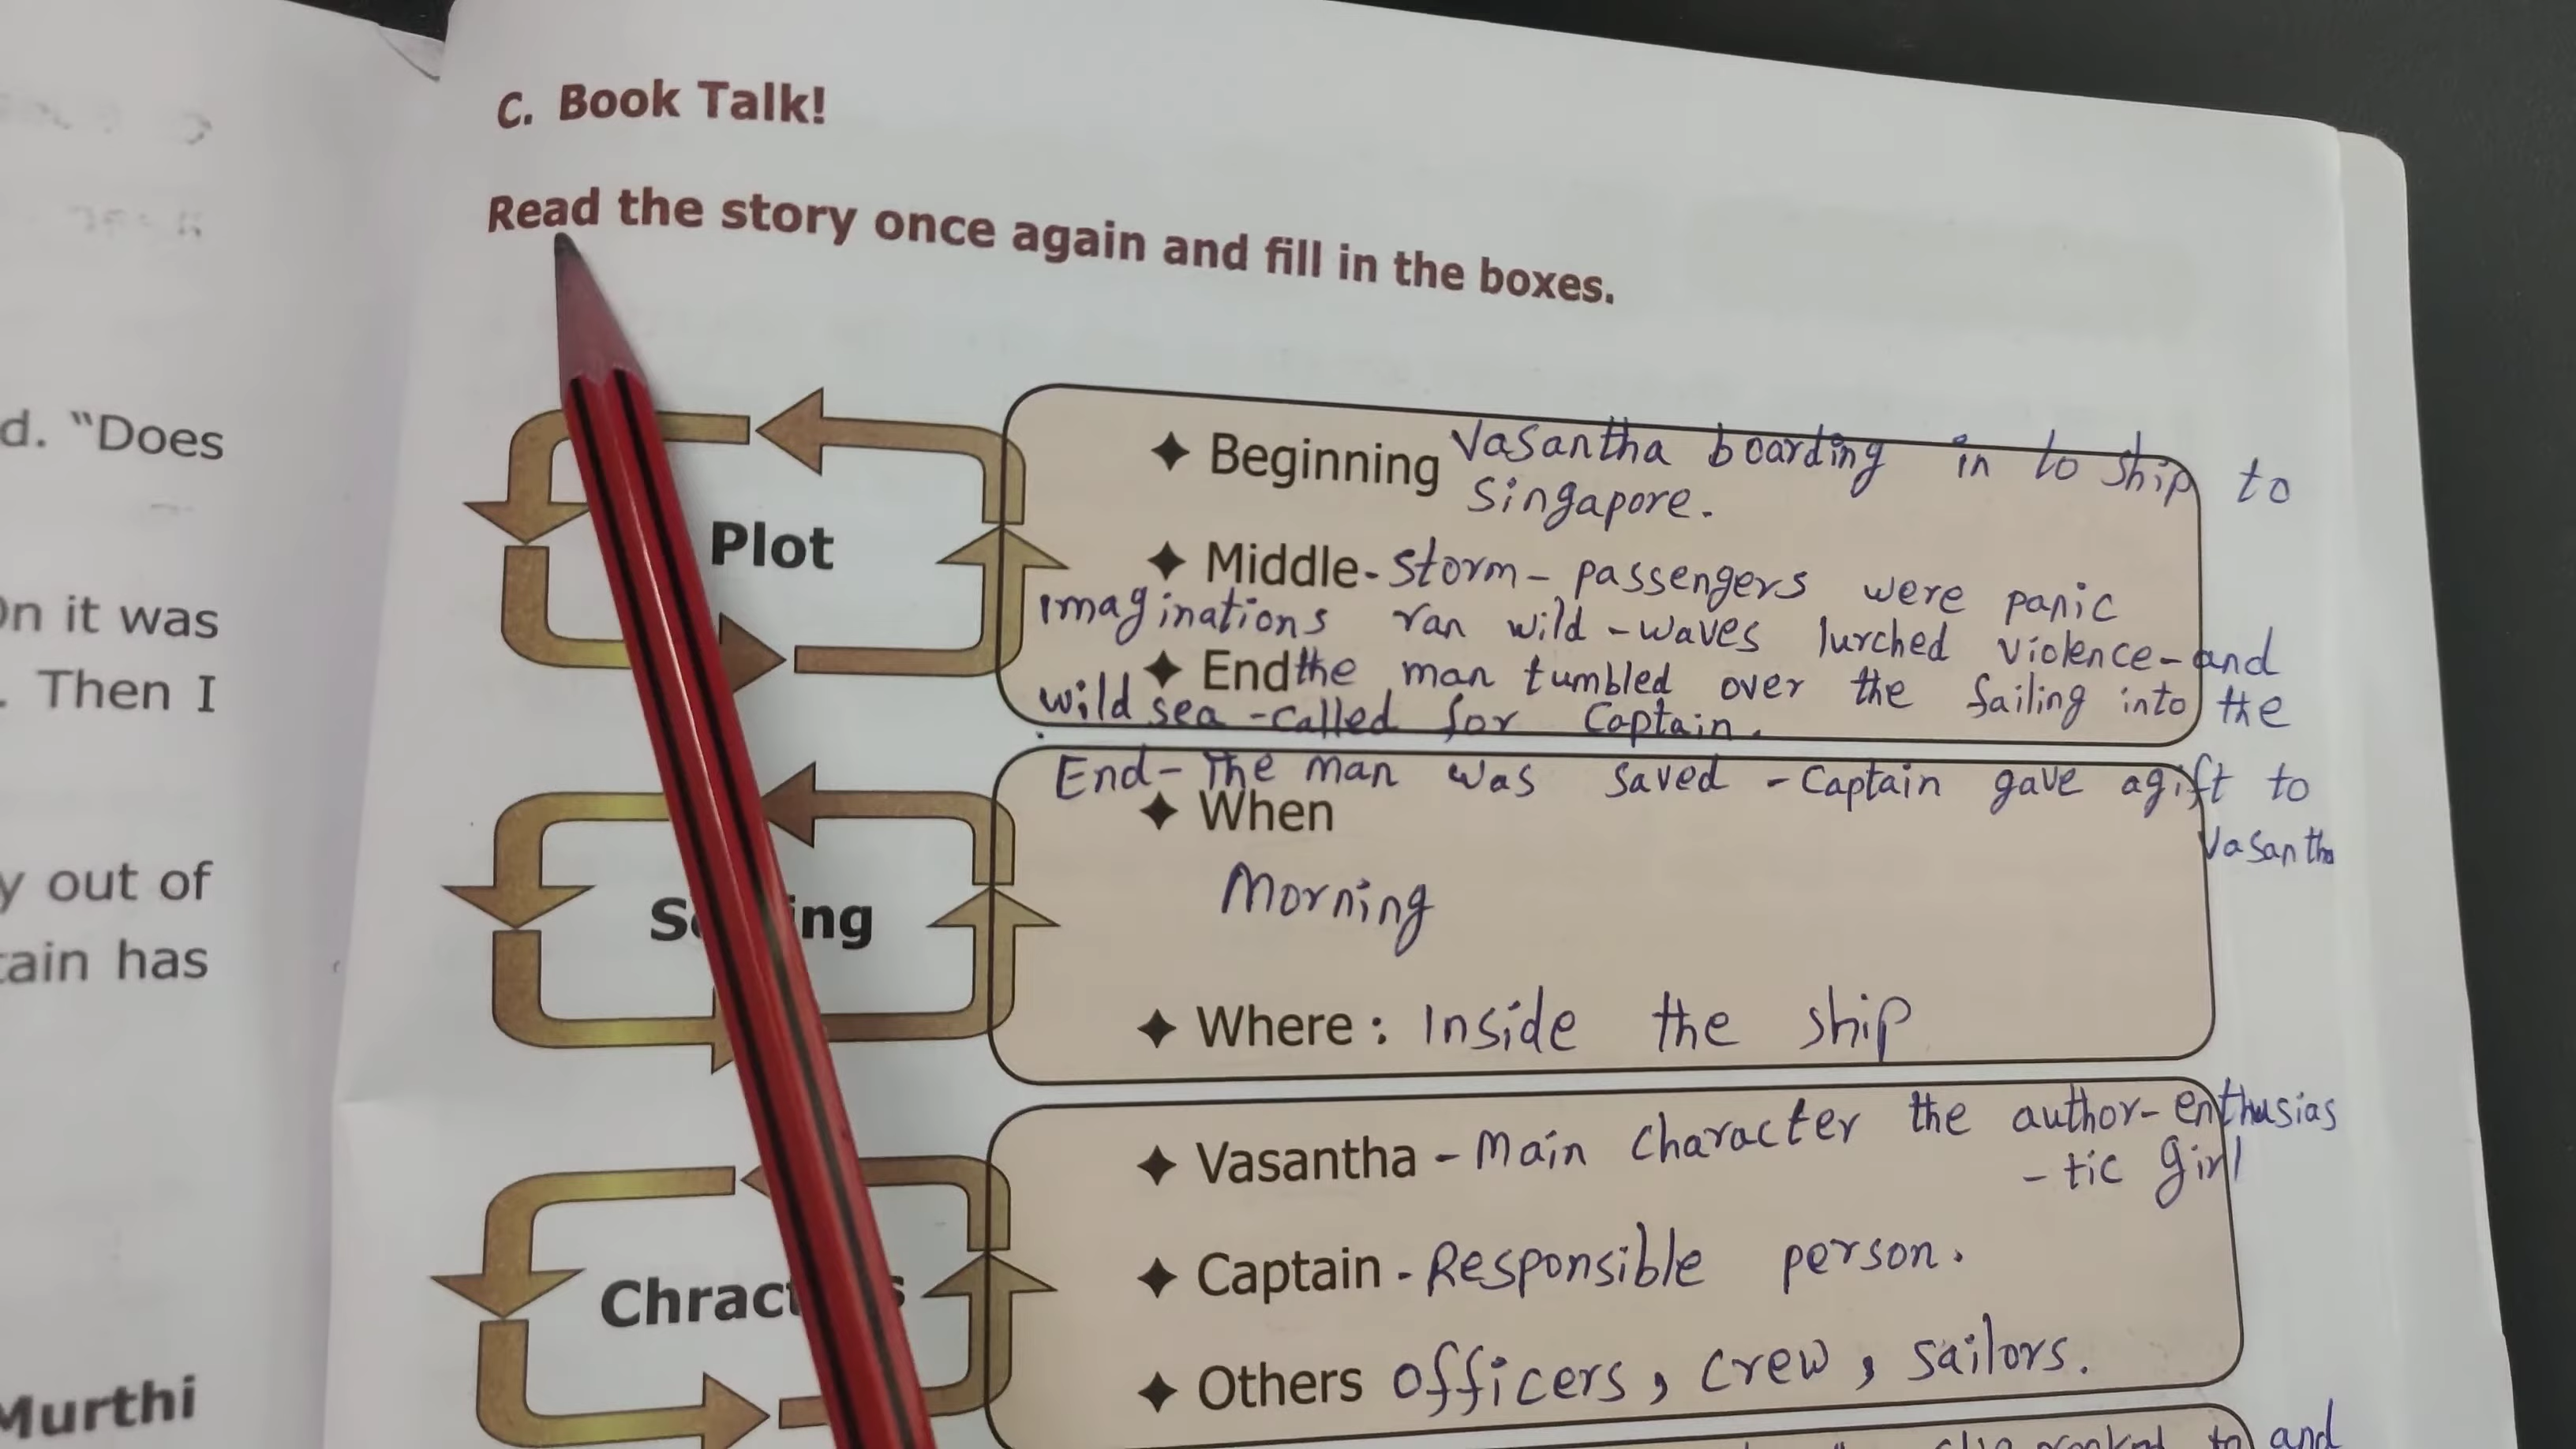 C. Book Talk!
Read the story once again and fill in the boxes.
d. "Does
On it was
. Then I
y out of
tain has
Murthi
Plot
✦ Beginning Vasantha boarding in to ship to
Singapore.
✦ Middle - storm - passengers were panic
imaginations ran wild - waves lurched violence - and
✦ End the man tumbled over the sailing into the
wild sea - called for Captain.
End - The man was saved - Captain gave a gift to
Vasantha
✦ When
Morning
✦ Where : Inside the ship
✦ Vasantha - Main character the author - enthusias
- tic girl
✦ Captain - Responsible person.
✦ Others officers, crew, sailors.
and